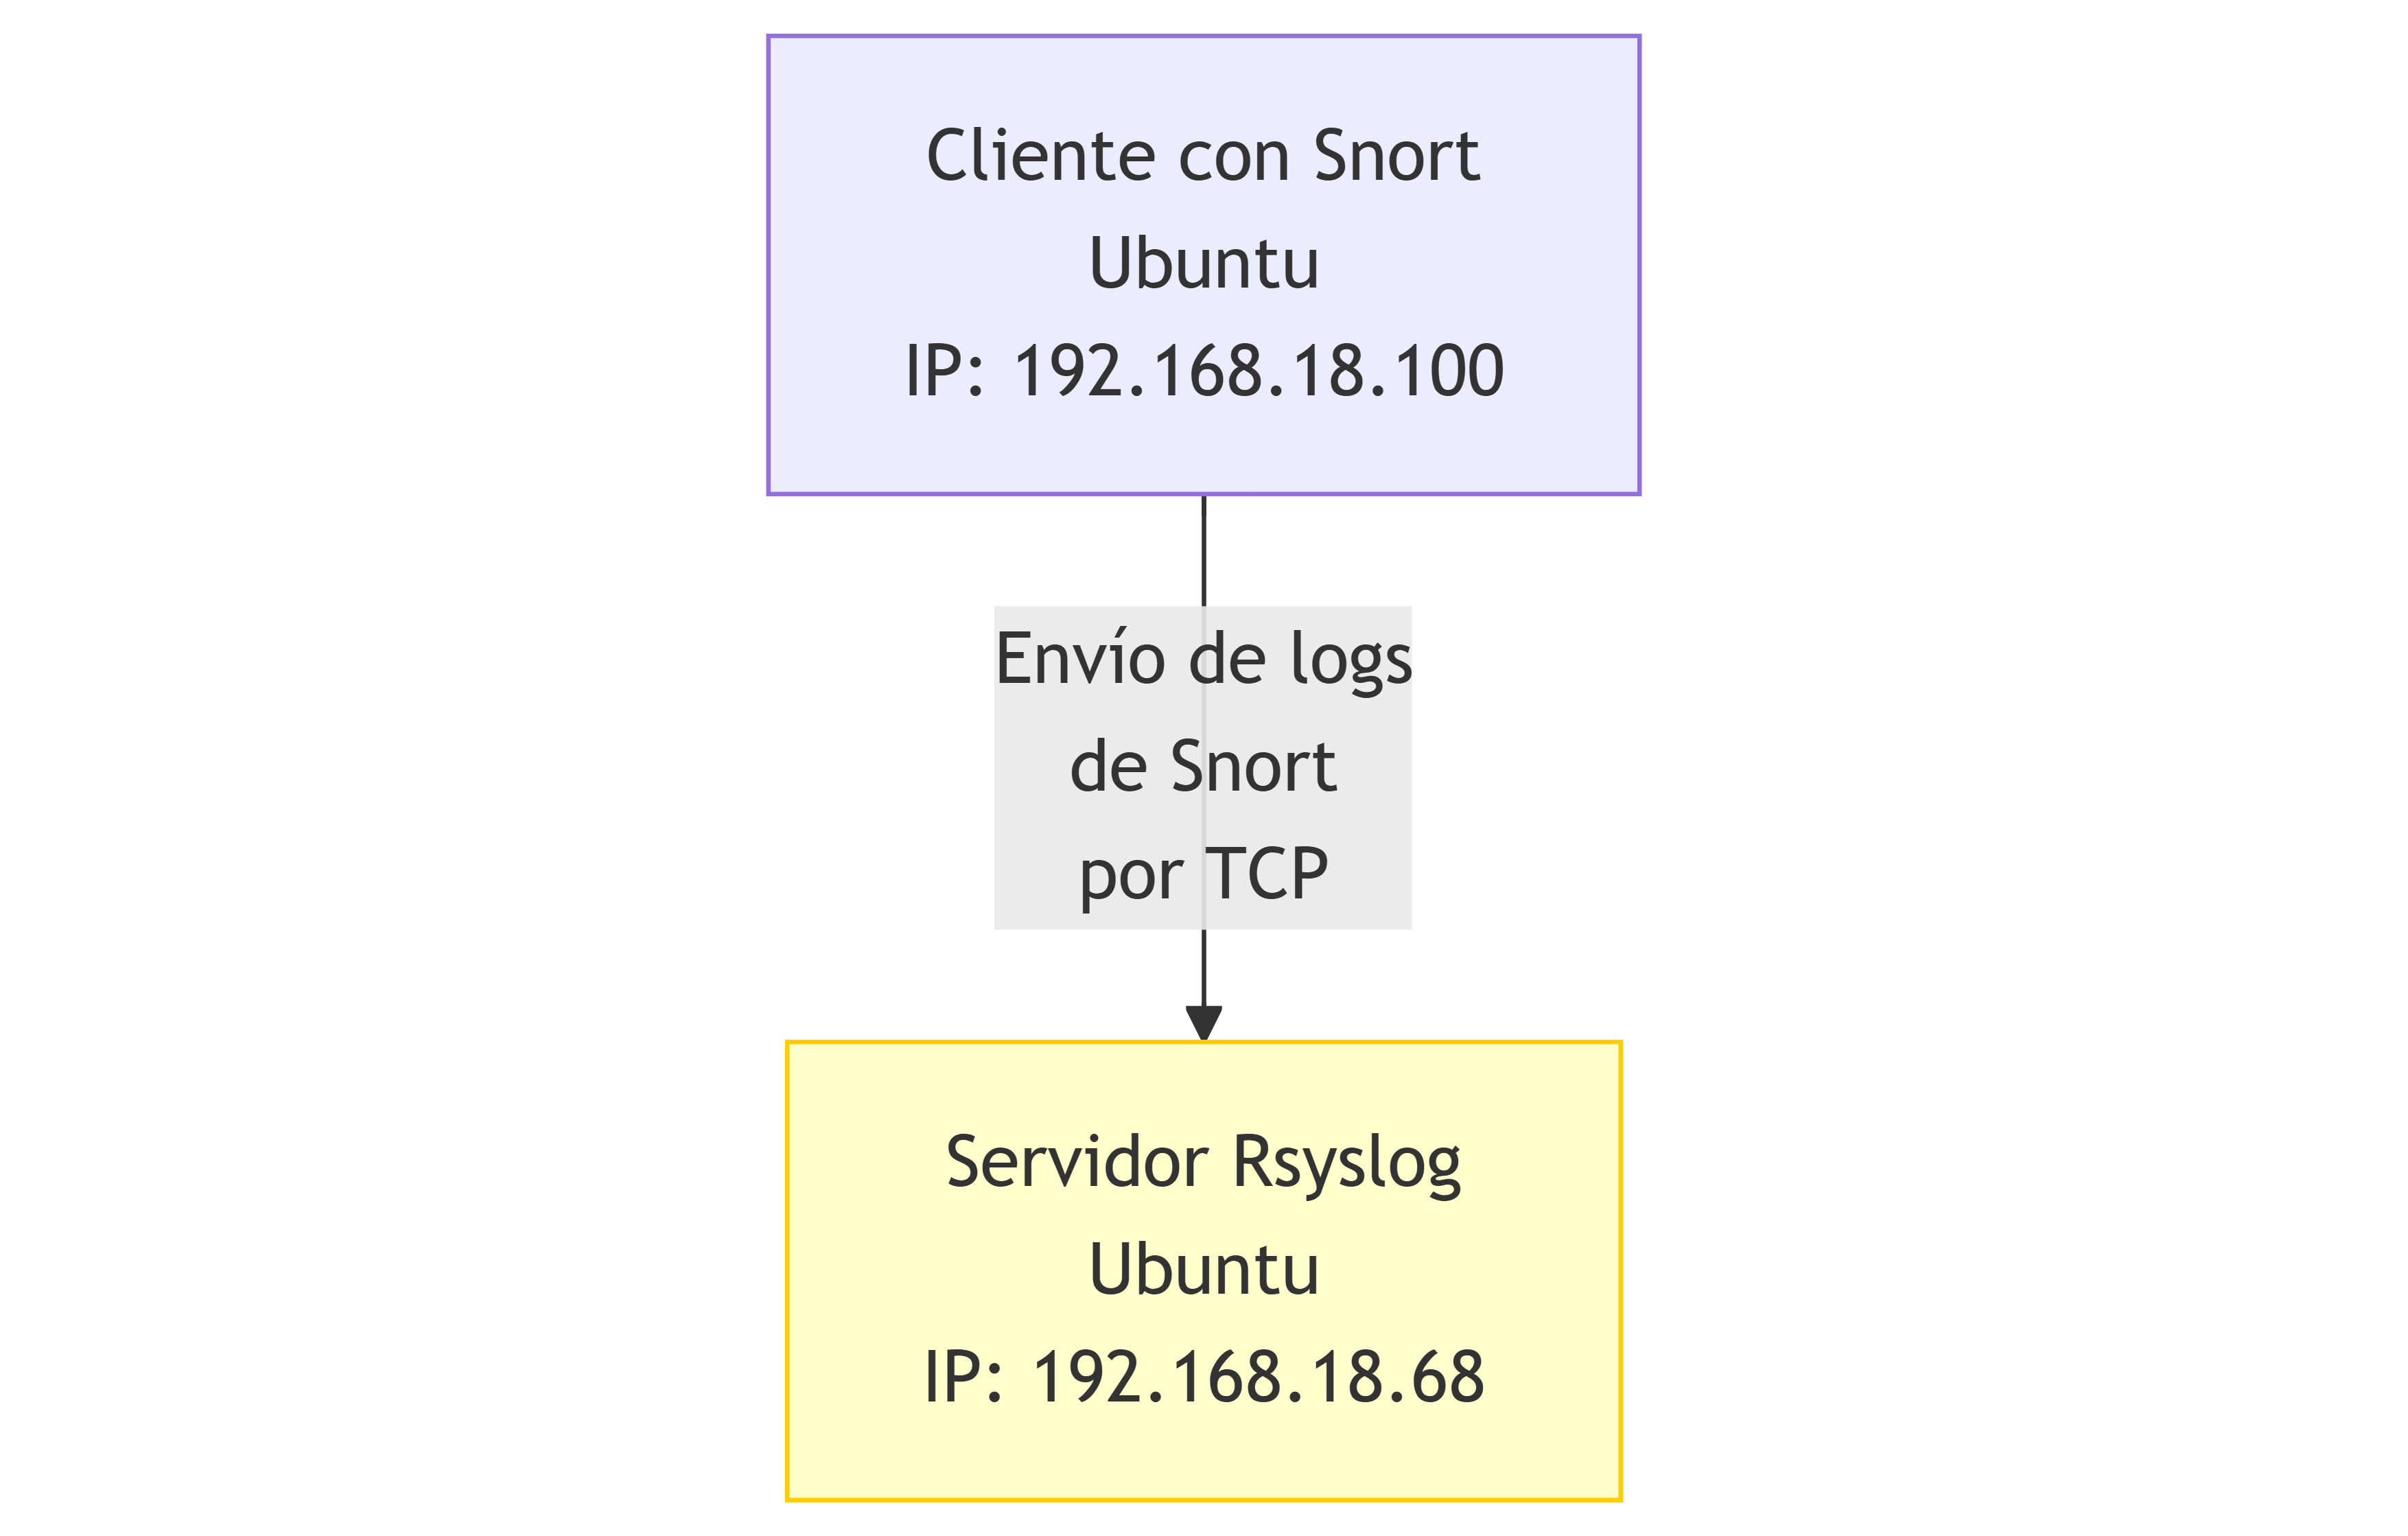 Cliente con Snort
Ubuntu
IP: 192.168.18.100
Envío de logs
de Snort
por TCP
Servidor Rsyslog
Ubuntu
IP: 192.168.18.68